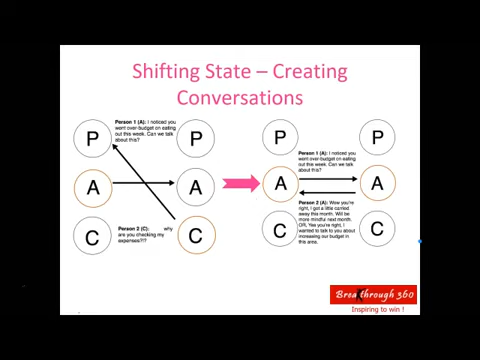 Shifting State – Creating
Conversations
Person 1 (A): I noticed you
went over-budget on eating
out this week. Can we talk
about this?
P
P
A
A
C
C
Person 2 (C): why
are you checking my
expenses?!?
P
P
Person 1 (A): I noticed you
went over-budget on eating
out this week. Can we talk
about this?
A
A
Person 2 (A): Wow you're
right, I got a little carried
away this month. Will be
more mindful next month.
OR, Yes you're right, I
wanted to talk to you about
increasing our budget in
this area.
C
C
Breakthrough 360
Inspiring to win !